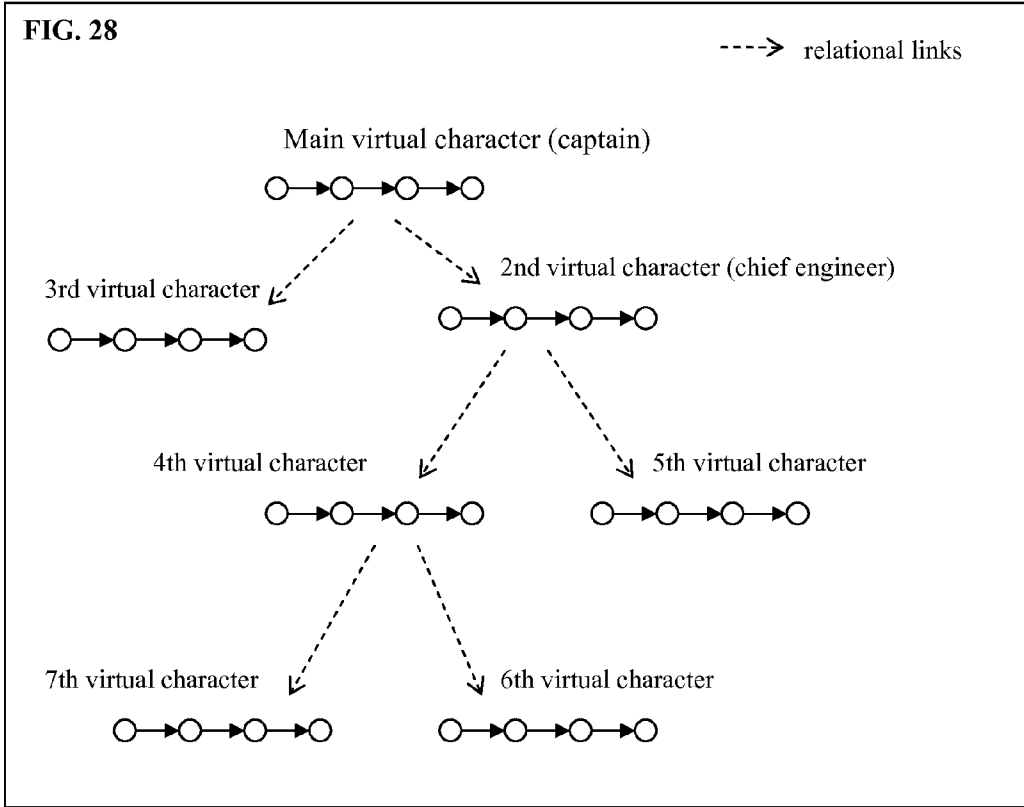 FIG. 28
relational links
Main virtual character (captain)
2nd virtual character (chief engineer)
3rd virtual character
4th virtual character
5th virtual character
7th virtual character
6th virtual character